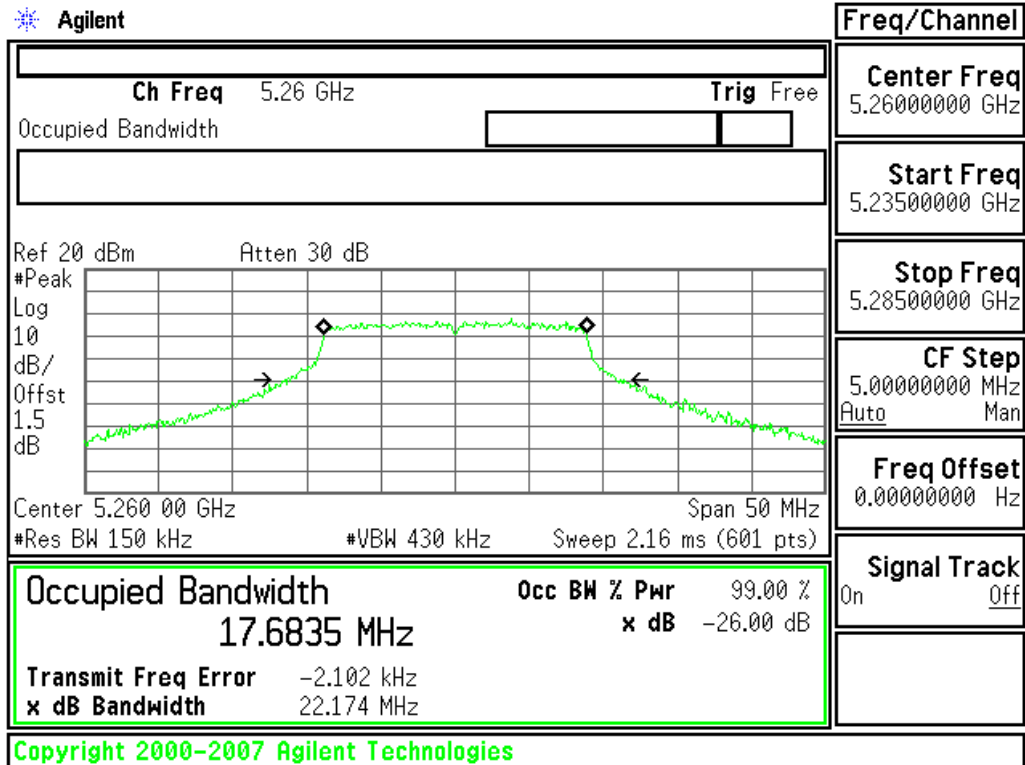 Agilent
Freq/Channel
Ch Freq 5.26 GHz
Trig Free
Occupied Bandwidth
Center Freq
5.26000000 GHz
Start Freq
5.23500000 GHz
Stop Freq
5.28500000 GHz
CF Step
5.00000000 MHz
Auto Man
Freq Offset
0.00000000 Hz
Signal Track
On Off
Ref 20 dBm
Atten 30 dB
#Peak
Log
10
dB/
Offst
1.5
dB
Center 5.260 00 GHz
Span 50 MHz
#Res BW 150 kHz
#VBW 430 kHz
Sweep 2.16 ms (601 pts)
Occupied Bandwidth
17.6835 MHz
Occ BW % Pwr 99.00 %
x dB -26.00 dB
Transmit Freq Error -2.102 kHz
x dB Bandwidth 22.174 MHz
Copyright 2000-2007 Agilent Technologies